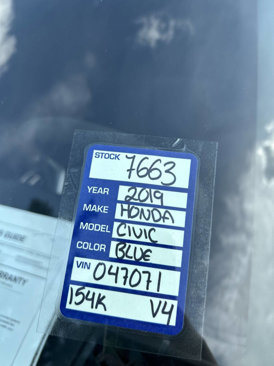 STOCK 7663
YEAR 2019
MAKE HONDA
MODEL CIVIC
COLOR BLUE
VIN 047071
154K V4
GUIDE
WARRANTY